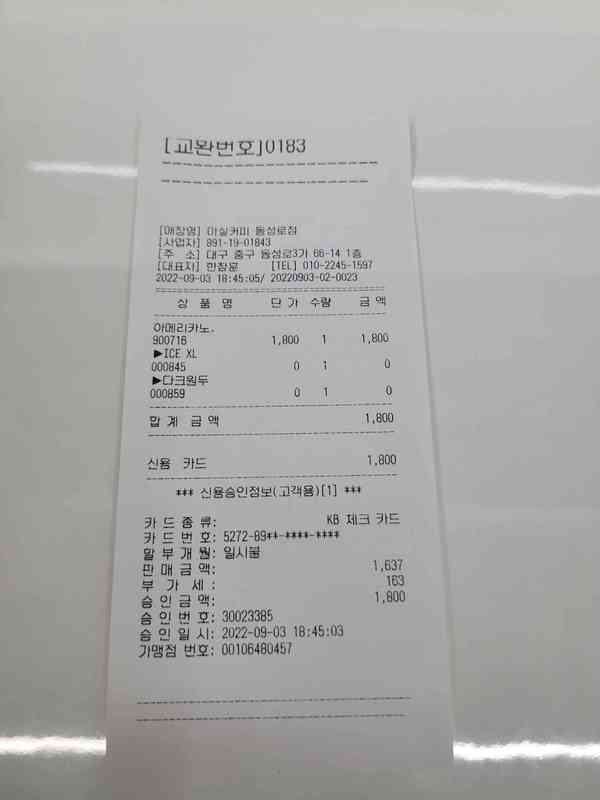 [교환번호]0183
[매장명] 마실커피 동성로점
[사업자] 891-19-01843
[주 소] 대구 중구 동성로3가 66-14 1층
[대표자] 한창훈 [TEL] 010-2245-1597
2022-09-03 18:45:05/ 20220903-02-0023
상 품 명 단 가 수량 금 액
아메리카노.
900716 1,800 1 1,800
▶ICE XL
000845 0 1 0
▶다크원두
000859 0 1 0
합 계 금 액 1,800
신용 카드 1,800
*** 신용승인정보(고객용)[1] ***
카 드 종 류: KB 체크 카드
카 드 번 호: 5272-89**-****-****
할 부 개 월: 일시불
판 매 금 액: 1,637
부 가 세 : 163
승 인 금 액: 1,800
승 인 번 호: 30023385
승 인 일 시: 2022-09-03 18:45:03
가맹점 번호: 00106480457